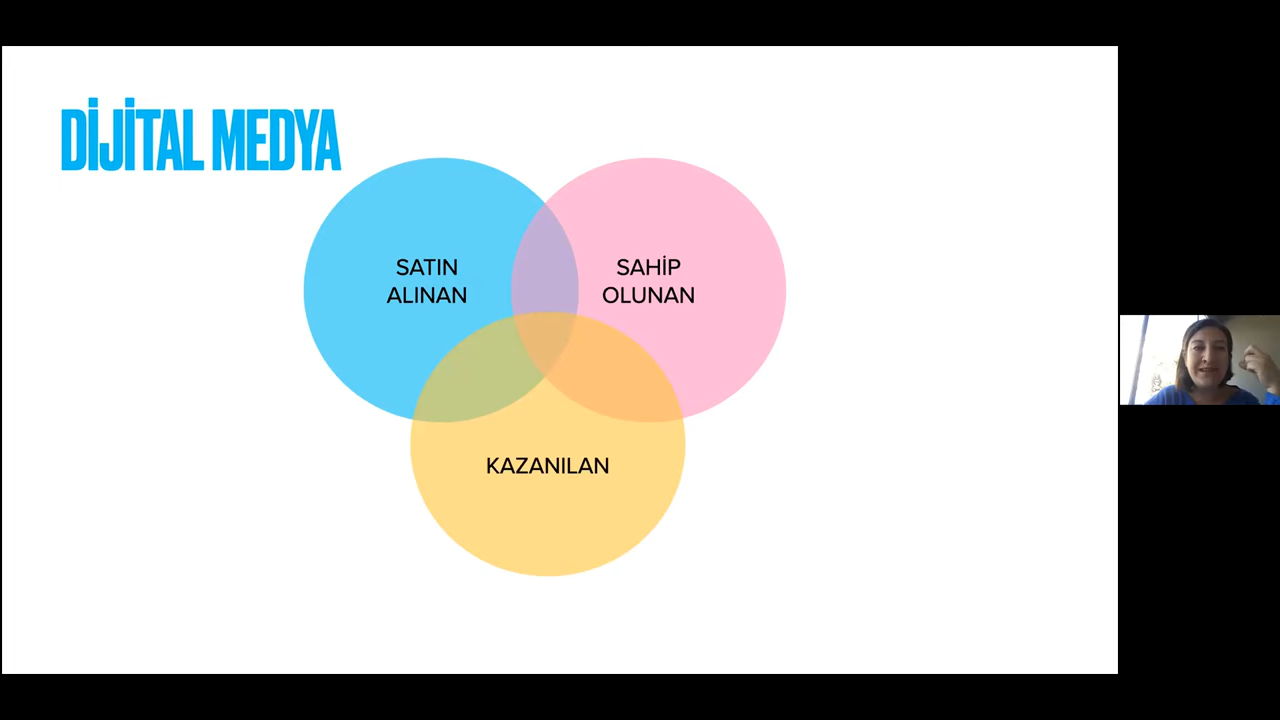 DİJİTAL MEDYA
SATIN
ALINAN
SAHİP
OLUNAN
KAZANILAN